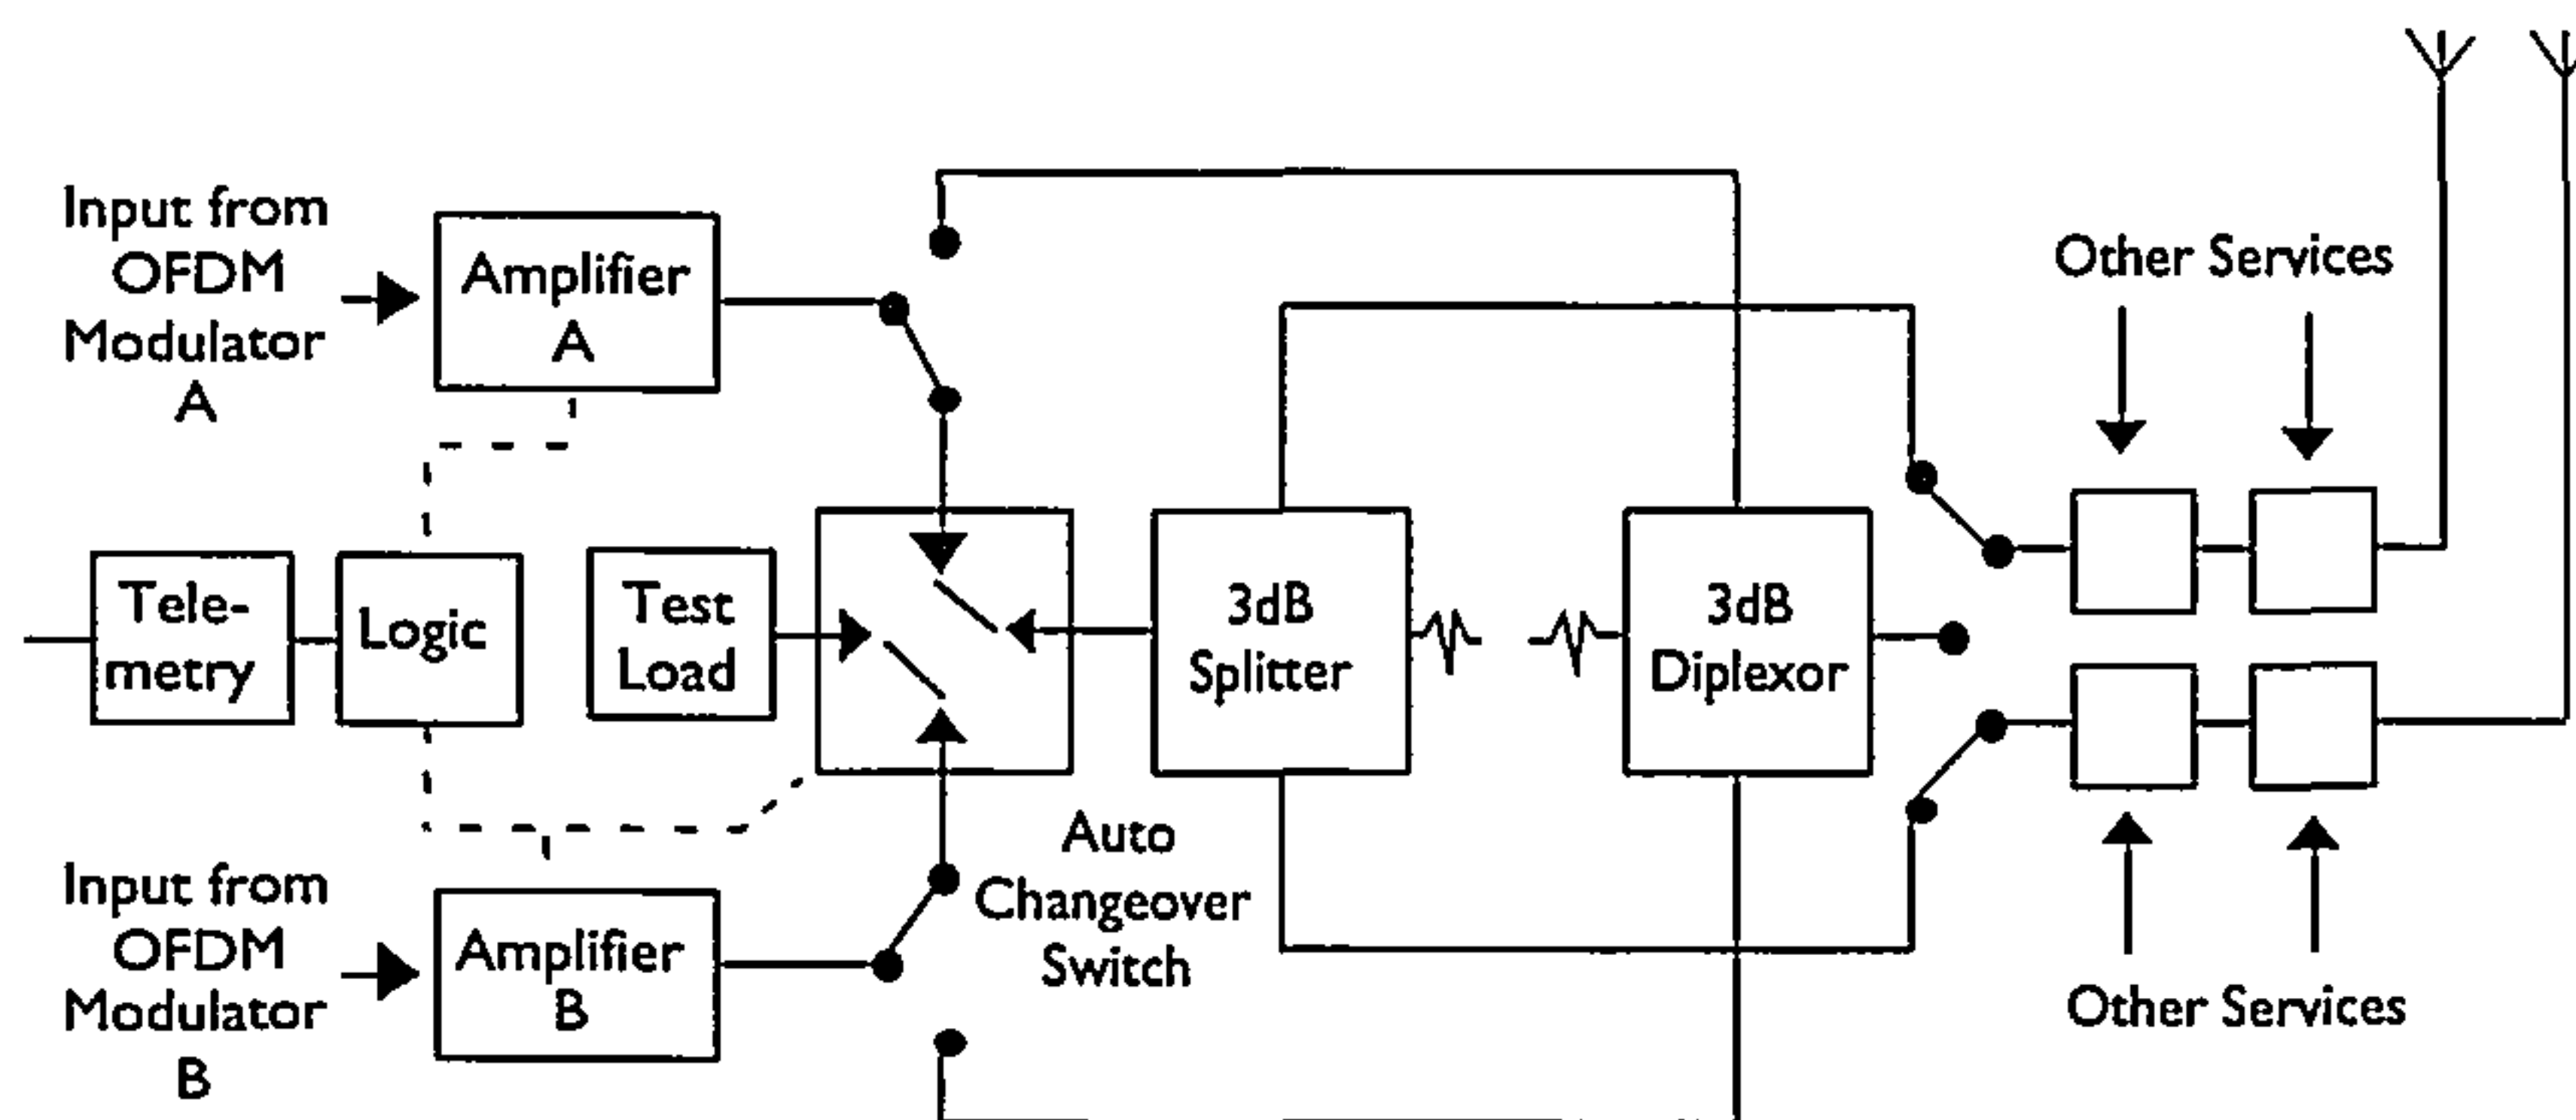 Input from
OFDM
Modulator
A
Amplifier
A
Other Services
Tele-
metry
Logic
Test
Load
3dB
Splitter
3dB
Diplexor
Auto
Changeover
Switch
Input from
OFDM
Modulator
B
Amplifier
B
Other Services